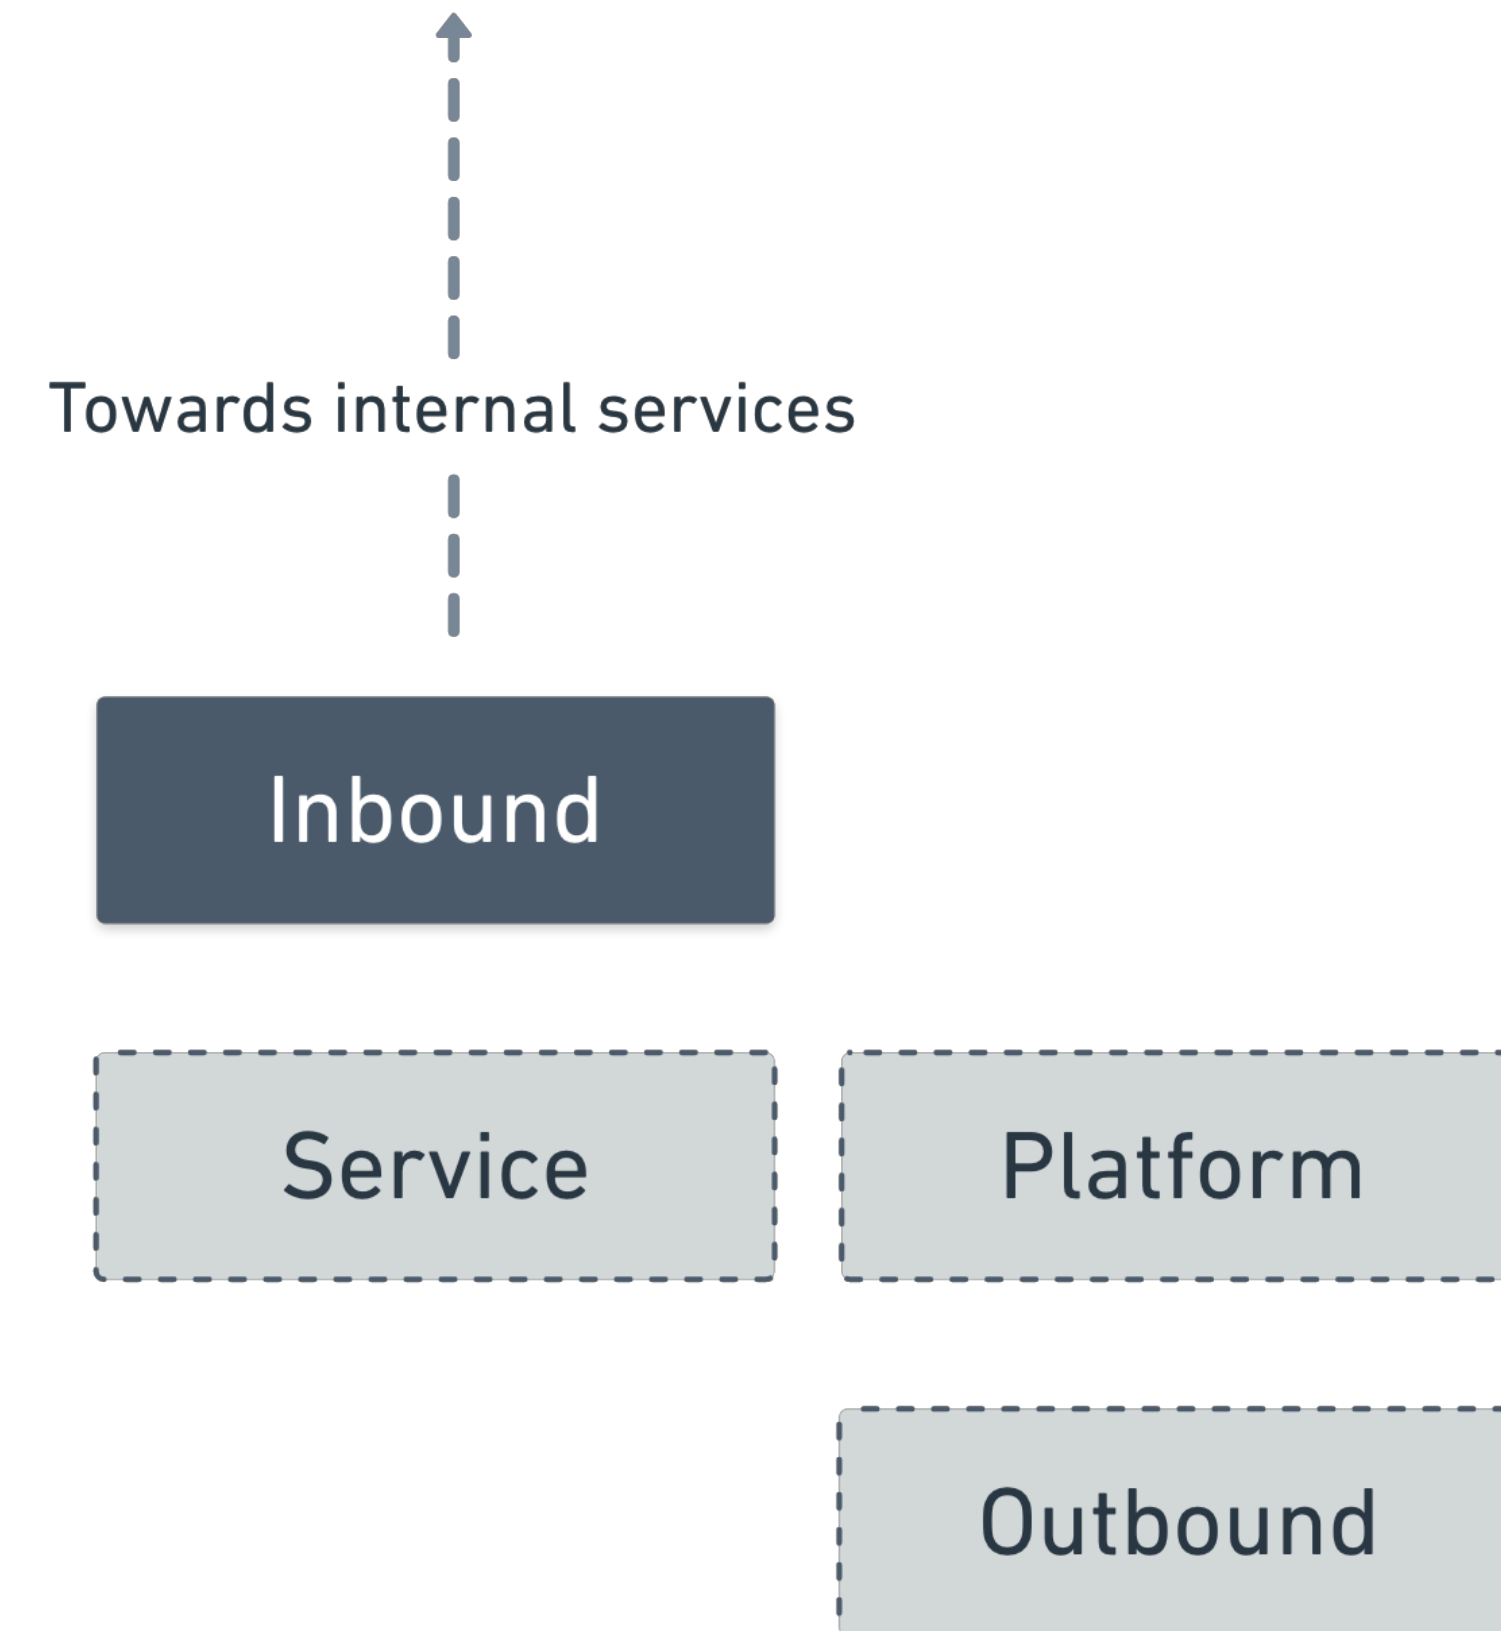 Towards internal services
Inbound
Service
Platform
Outbound